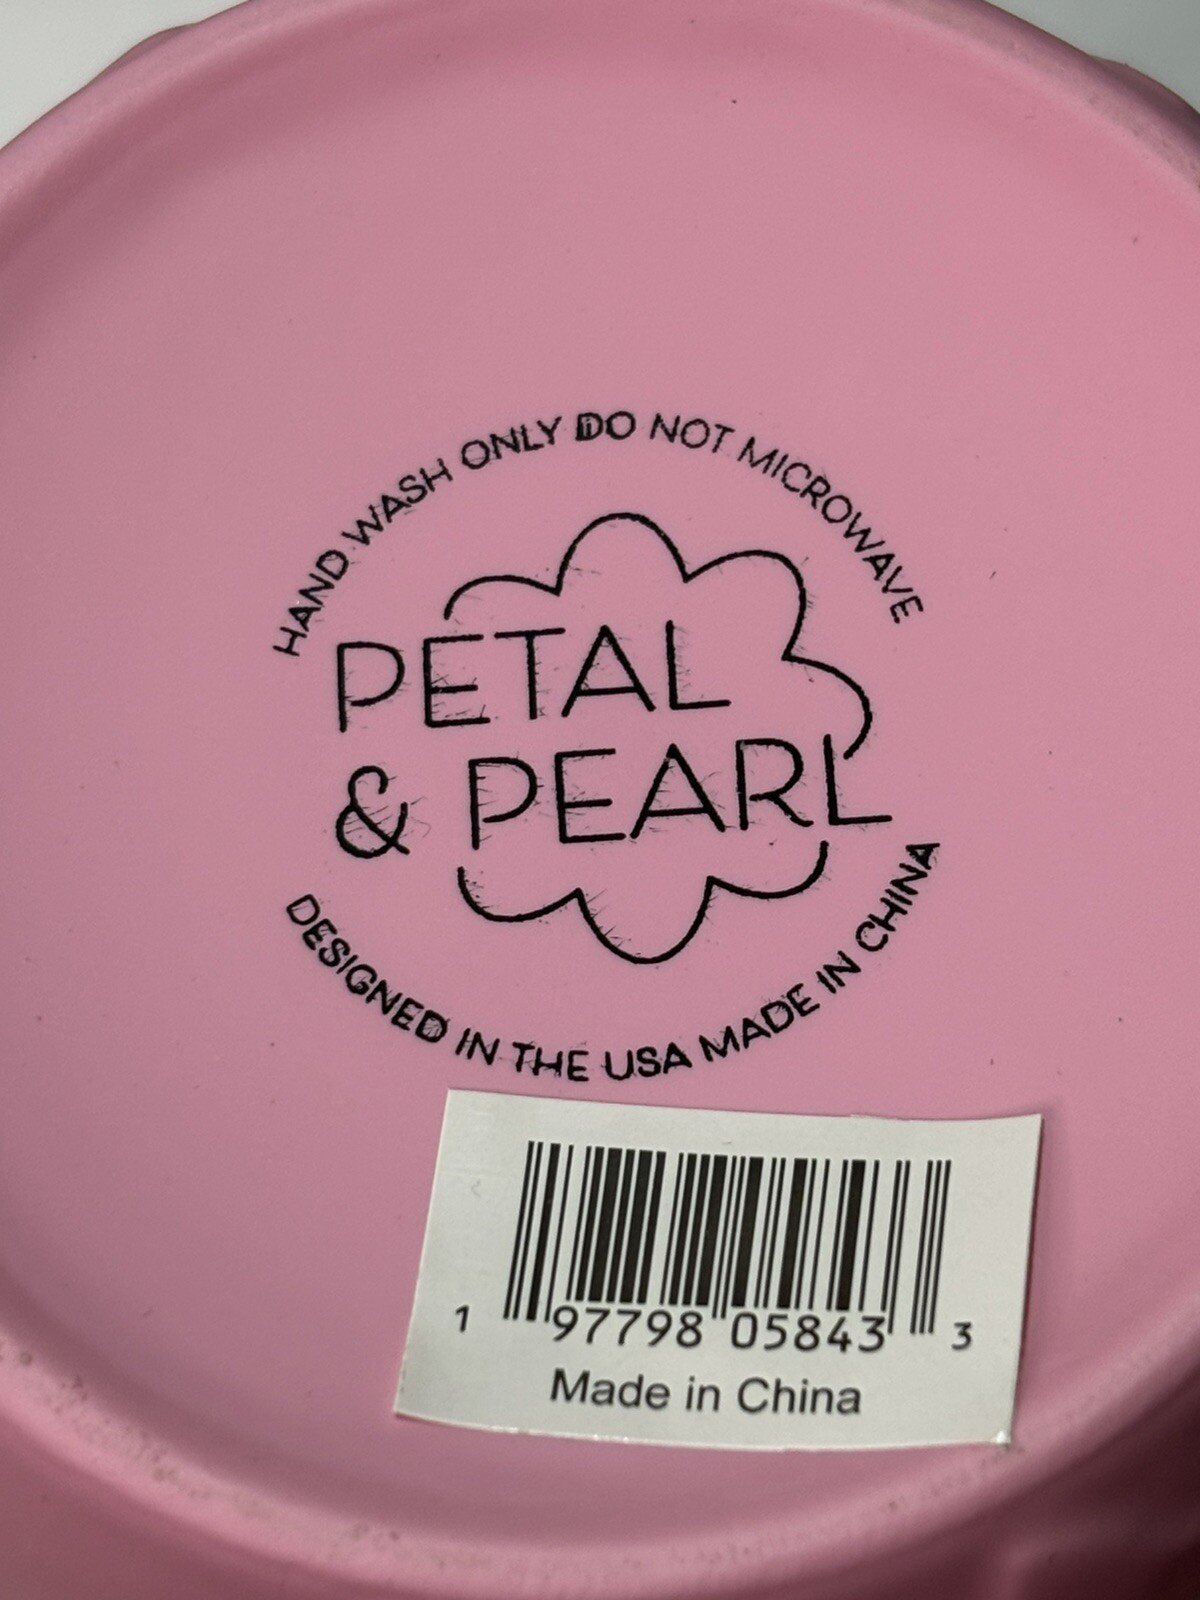 HAND WASH ONLY DO NOT MICROWAVE
PETAL
& PEARL
DESIGNED IN THE USA MADE IN CHINA
1 97798 05843 3
Made in China